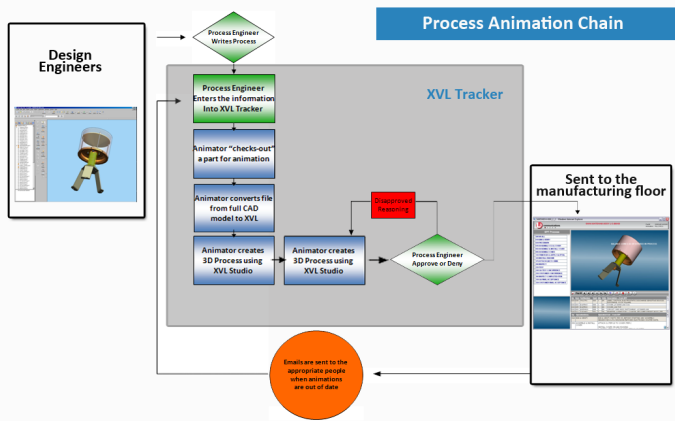 Process Animation Chain
Design
Engineers
Process Engineer
Writes Process
XVL Tracker
Process Engineer
Enters the information
Into XVL Tracker
Animator "checks-out"
a part for animation
Animator converts file
from full CAD
model to XVL
Animator creates
3D Process using
XVL Studio
Animator creates
3D Process using
XVL Studio
Disapproved
Reasoning
Process Engineer
Approve or Deny
Sent to the
manufacturing floor
Emails are sent to the
appropriate people
when animations
are out of date